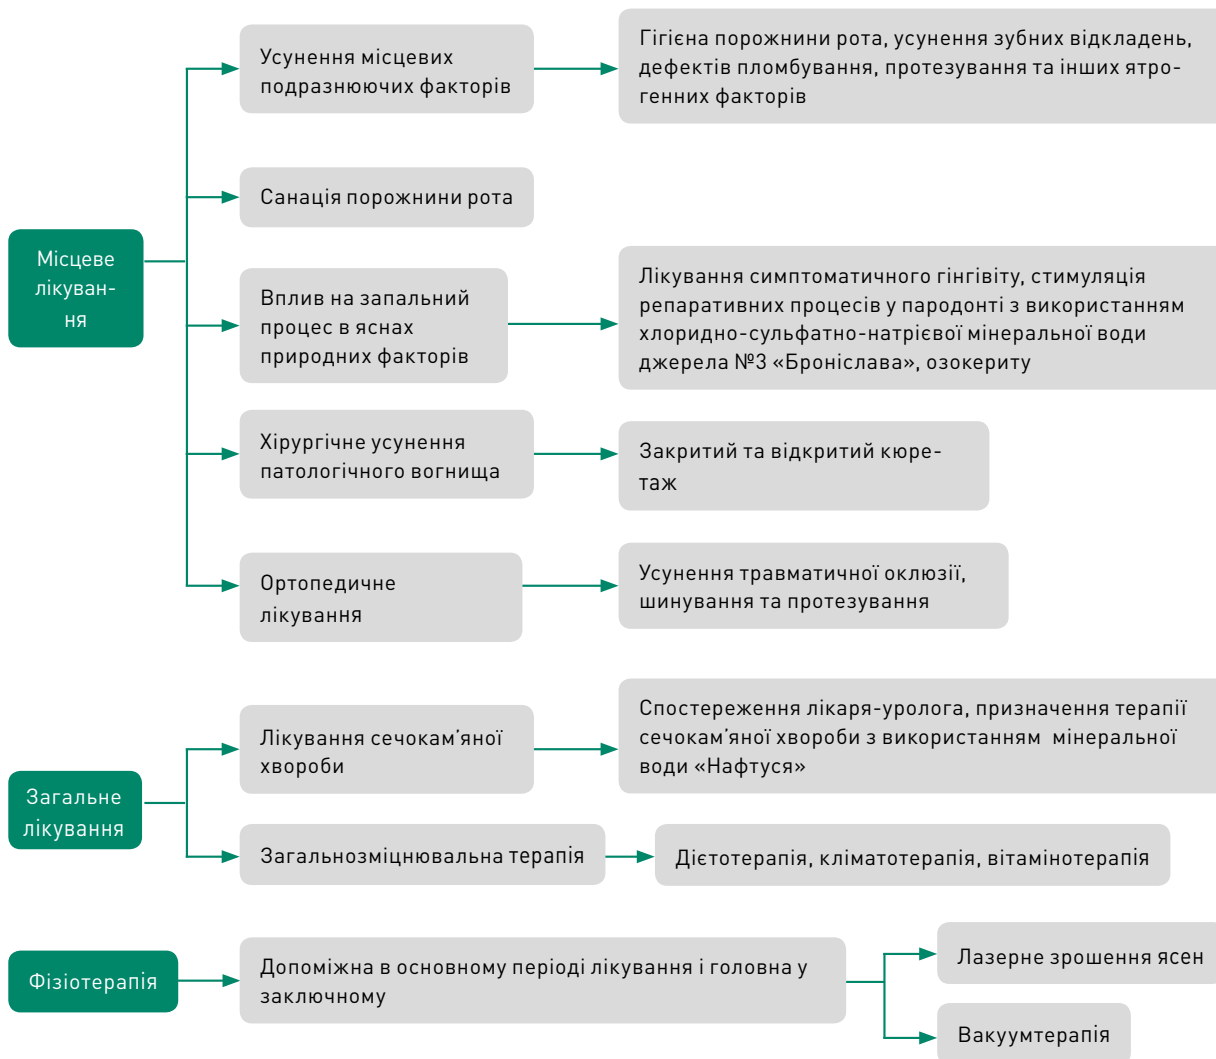 Місцеве
лікуван-
ня
Усунення місцевих
подразнюючих факторів
Гігієна порожнини рота, усунення зубних відкладень,
дефектів пломбування, протезування та інших ятро-
генних факторів
Санація порожнини рота
Вплив на запальний
процес в яснах
природних факторів
Лікування симптоматичного гінгівіту, стимуляція
репаративних процесів у пародонті з використанням
хлоридно-сульфатно-натрієвої мінеральної води
джерела №3 «Броніслава», озокериту
Хірургічне усунення
патологічного вогнища
Закритий та відкритий кюре-
таж
Ортопедичне
лікування
Усунення травматичної оклюзії,
шинування та протезування
Загальне
лікування
Лікування сечокам’яної
хвороби
Спостереження лікаря-уролога, призначення терапії
сечокам’яної хвороби з використанням мінеральної
води «Нафтуся»
Загальнозміцнювальна терапія
Дієтотерапія, кліматотерапія, вітамінотерапія
Фізіотерапія
Допоміжна в основному періоді лікування і головна у
заключному
Лазерне зрошення ясен
Вакуумтерапія